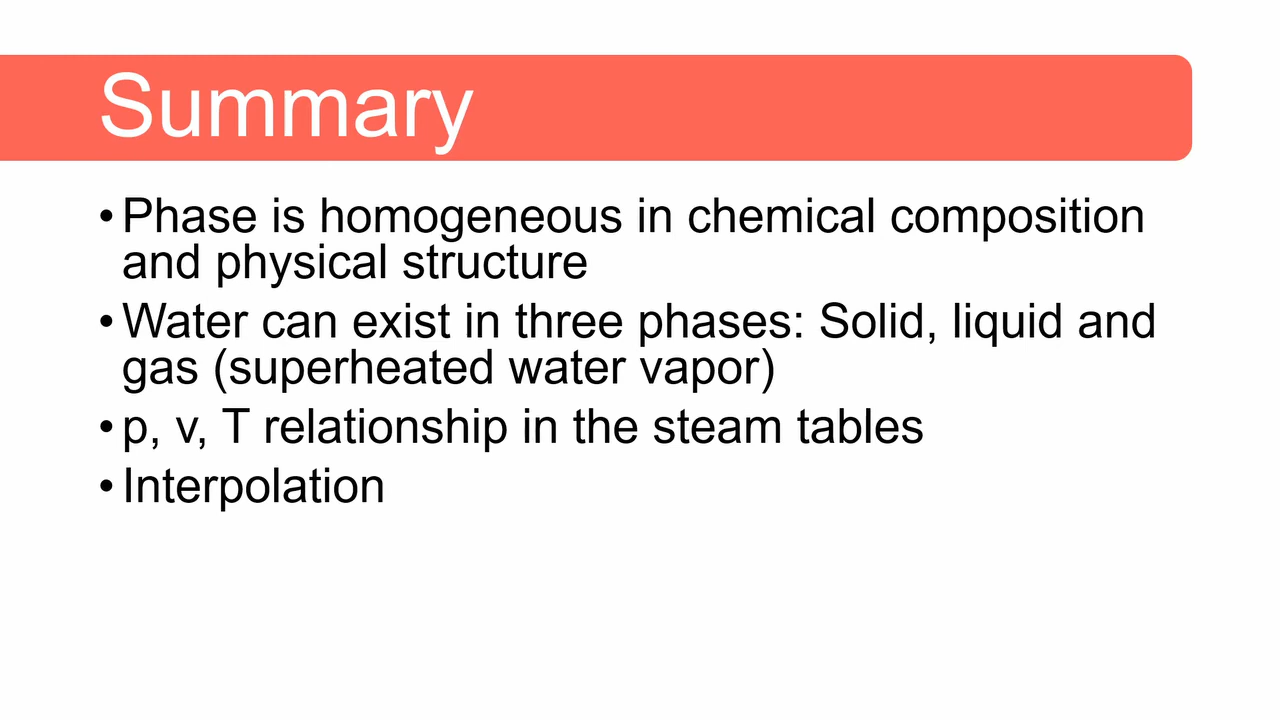 Summary
•Phase is homogeneous in chemical composition
and physical structure
•Water can exist in three phases: Solid, liquid and
gas (superheated water vapor)
•p, v, T relationship in the steam tables
•Interpolation